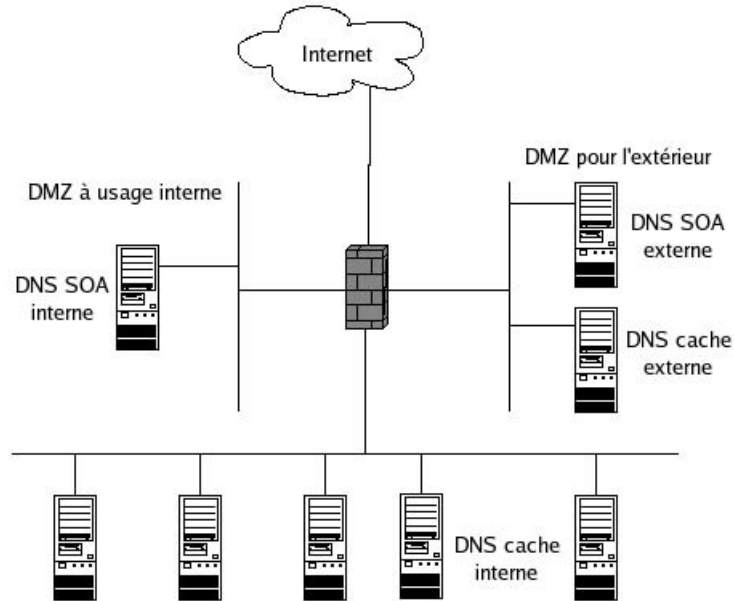 Internet
DMZ pour l'extérieur
DMZ à usage interne
DNS SOA
externe
DNS SOA
interne
DNS cache
externe
DNS cache
interne